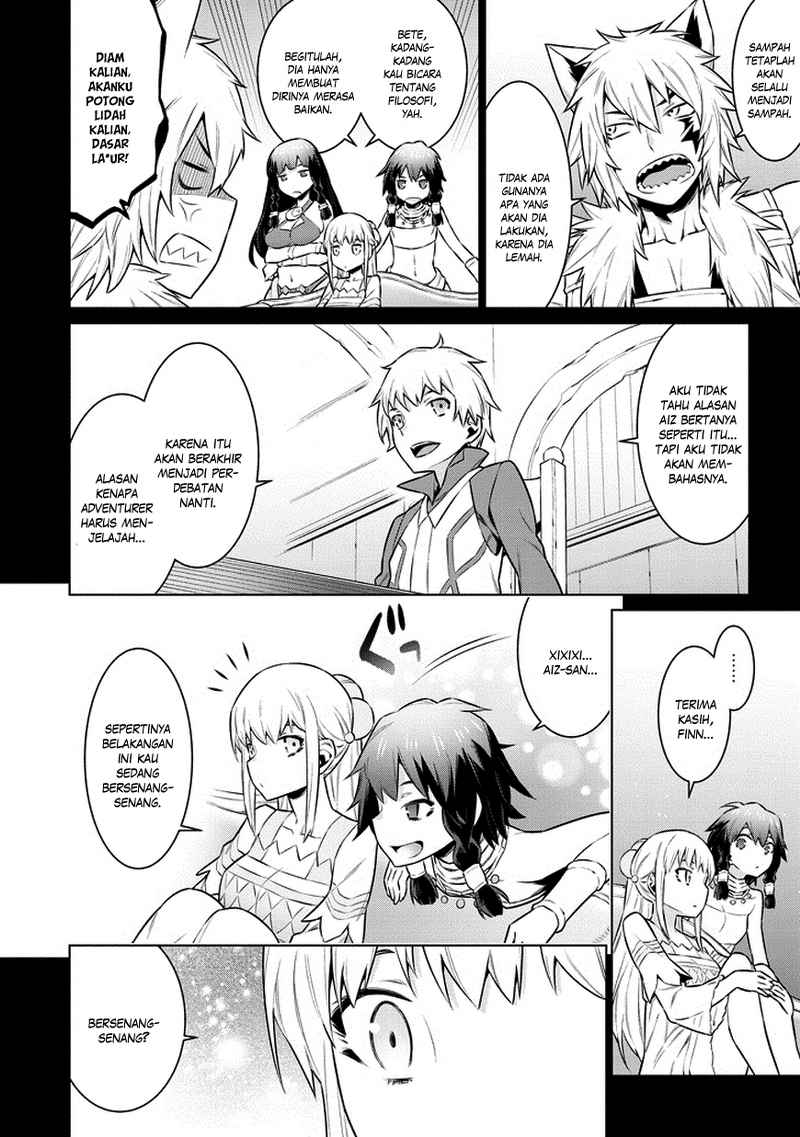 SAMPAH
TETAPLAH
AKAN
SELALU
MENJADI
SAMPAH.
TIDAK ADA
GUNANYA
APA YANG
AKAN DIA
LAKUKAN,
KARENA DIA
LEMAH.
BETE,
KADANG-
KADANG
KAU BICARA
TENTANG
FILOSOFI,
YAH.
BEGITULAH,
DIA HANYA
MEMBUAT
DIRINYA
MERASA
BAIKAN.
DIAM
KALIAN,
AKANKU
POTONG
LIDAH
KALIAN,
DASAR
LA*UR!
AKU TIDAK
TAHU ALASAN
AIZ BERTANYA
SEPERTI ITU...
TAPI AKU TIDAK
AKAN MEM-
BAHASNYA.
KARENA ITU
AKAN BERAKHIR
MENJADI PER-
DEBATAN
NANTI.
ALASAN
KENAPA
ADVENTURER
HARUS MEN-
JELAJAH...
......
TERIMA
KASIH,
FINN...
XIXIXI...
AIZ-SAN...
ぐっ
SEPERTINYA
BELAKANGAN
INI KAU
SEDANG
BERSENANG-
SENANG.
BERSENANG-
SENANG?